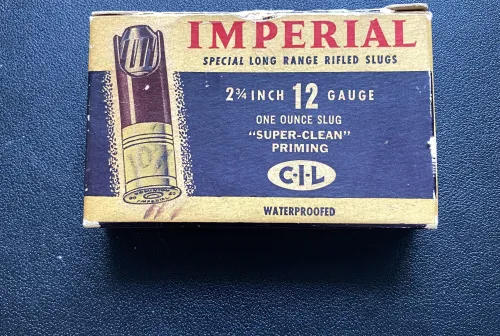 IMPERIAL
SPECIAL LONG RANGE RIFLED SLUGS
2¾ INCH 12 GAUGE
ONE OUNCE SLUG
"SUPER-CLEAN"
PRIMING
C·I·L
WATERPROOFED